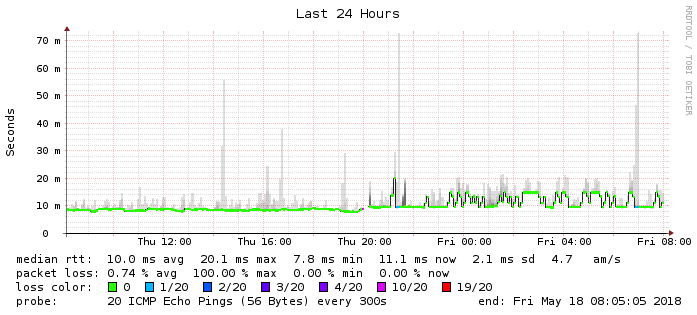 Last 24 Hours
RRDTOOL / TOBI OETIKER
Seconds
70 m
60 m
50 m
40 m
30 m
20 m
10 m
0
Thu 12:00 Thu 16:00 Thu 20:00 Fri 00:00 Fri 04:00 Fri 08:00
median rtt: 10.0 ms avg 20.1 ms max 7.8 ms min 11.1 ms now 2.1 ms sd 4.7 am/s
packet loss: 0.74 % avg 100.00 % max 0.00 % min 0.00 % now
loss color: 0 1/20 2/20 3/20 4/20 10/20 19/20
probe: 20 ICMP Echo Pings (56 Bytes) every 300s end: Fri May 18 08:05:05 2018